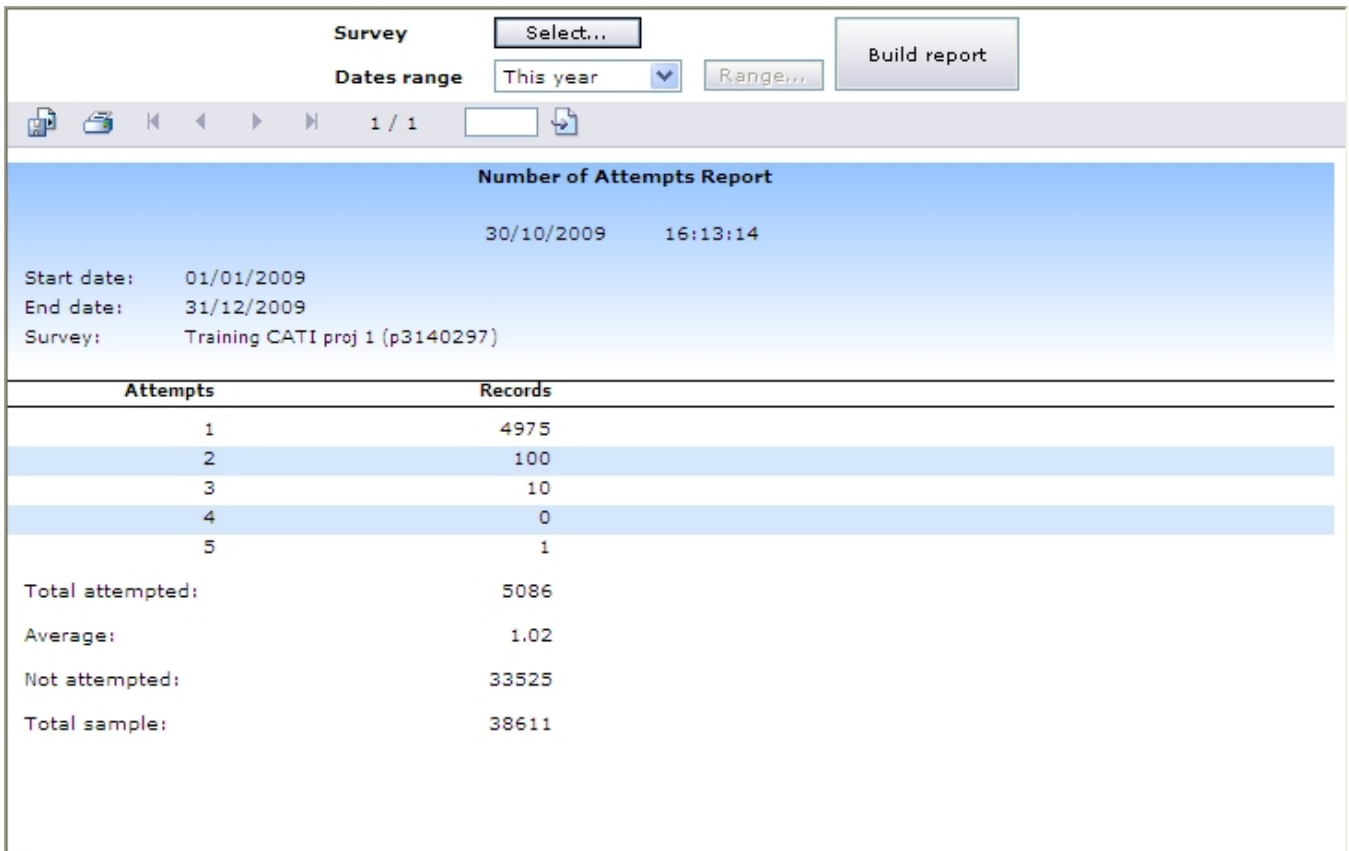 Survey Select...
Dates range This year Range... Build report
1 / 1
Number of Attempts Report
30/10/2009 16:13:14
Start date: 01/01/2009
End date: 31/12/2009
Survey: Training CATI proj 1 (p3140297)
Attempts Records
1 4975
2 100
3 10
4 0
5 1
Total attempted: 5086
Average: 1.02
Not attempted: 33525
Total sample: 38611